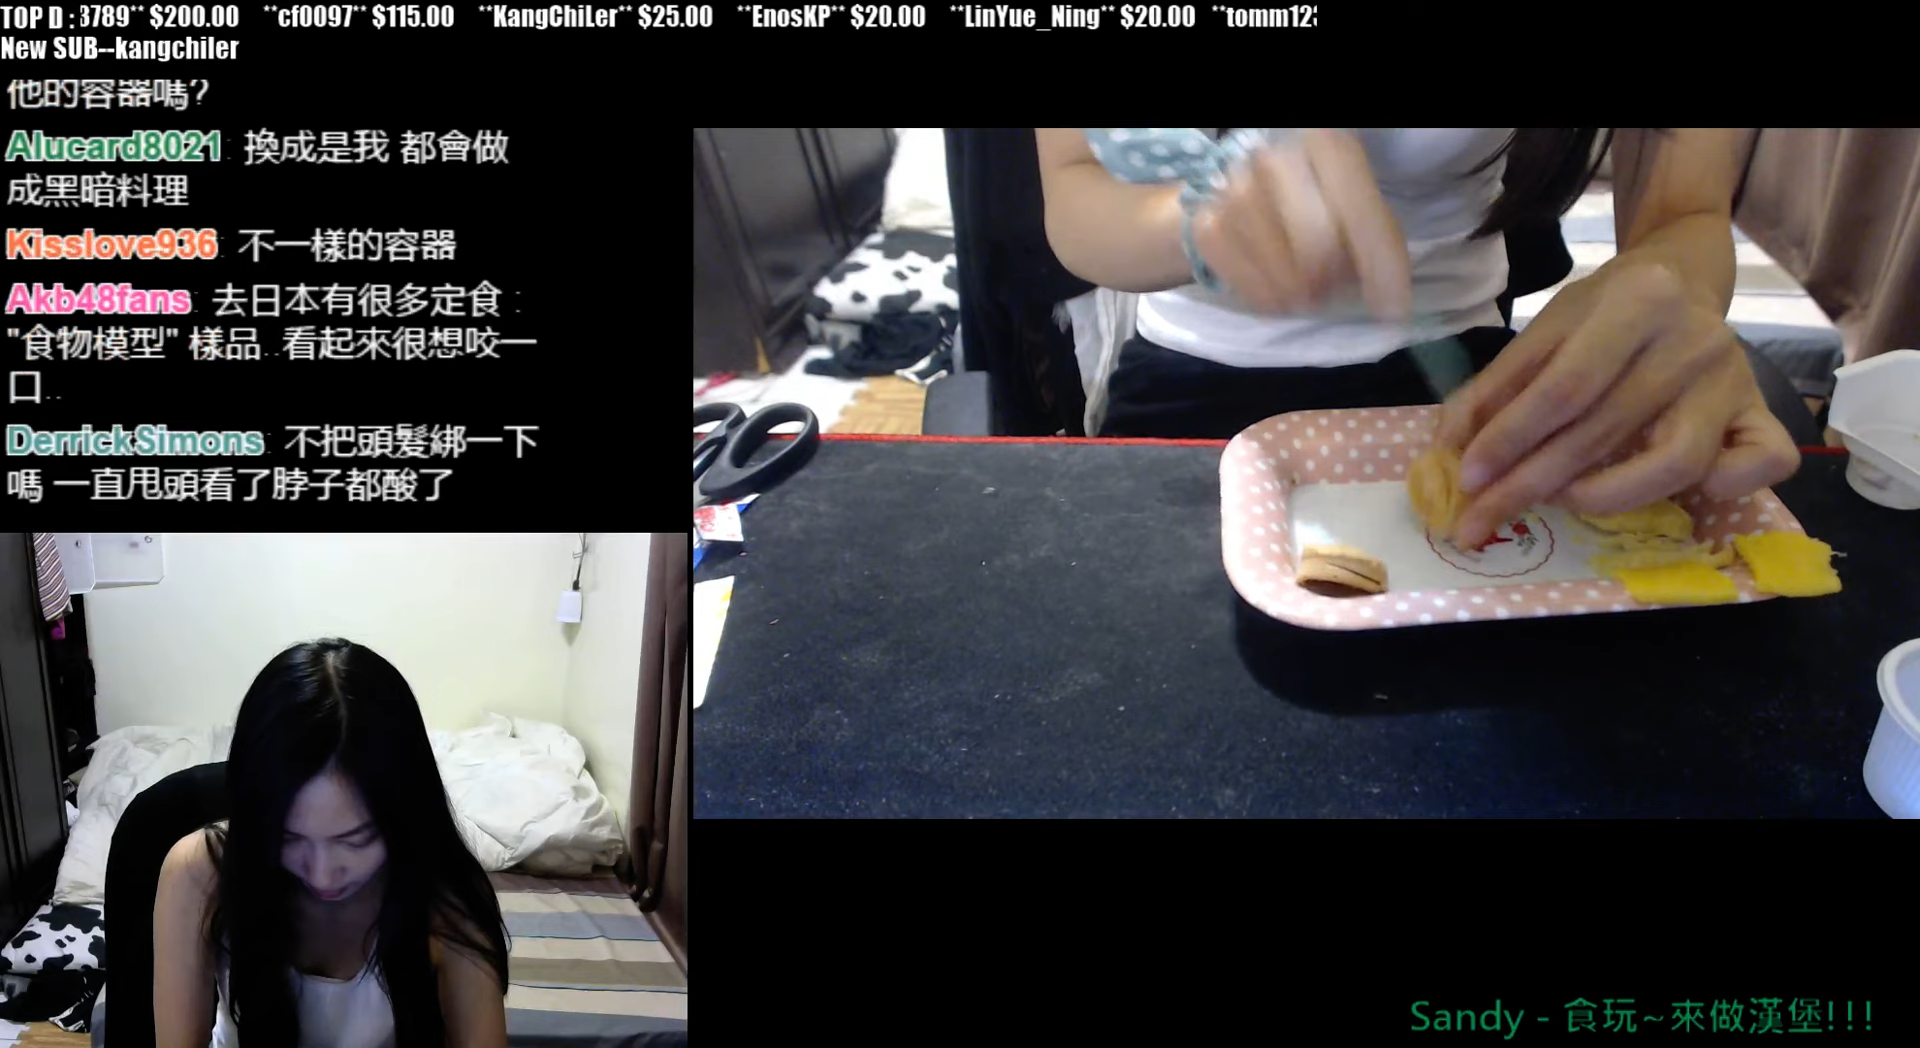 TOP D : 3789** $200.00 **cf0097** $115.00 **KangChiLer** $25.00 **EnosKP** $20.00 **LinYue_Ning** $20.00 **tomm12
New SUB--kangchiler
他的容器嗎?
Alucard8021: 換成是我 都會做
成黑暗料理
Kisslove936: 不一樣的容器
Akb48fans: 去日本有很多定食 :
"食物模型" 樣品..看起來很想咬一
口..
DerrickSimons: 不把頭髮綁一下
嗎 一直甩頭看了脖子都酸了
Sandy - 食玩~來做漢堡!!!